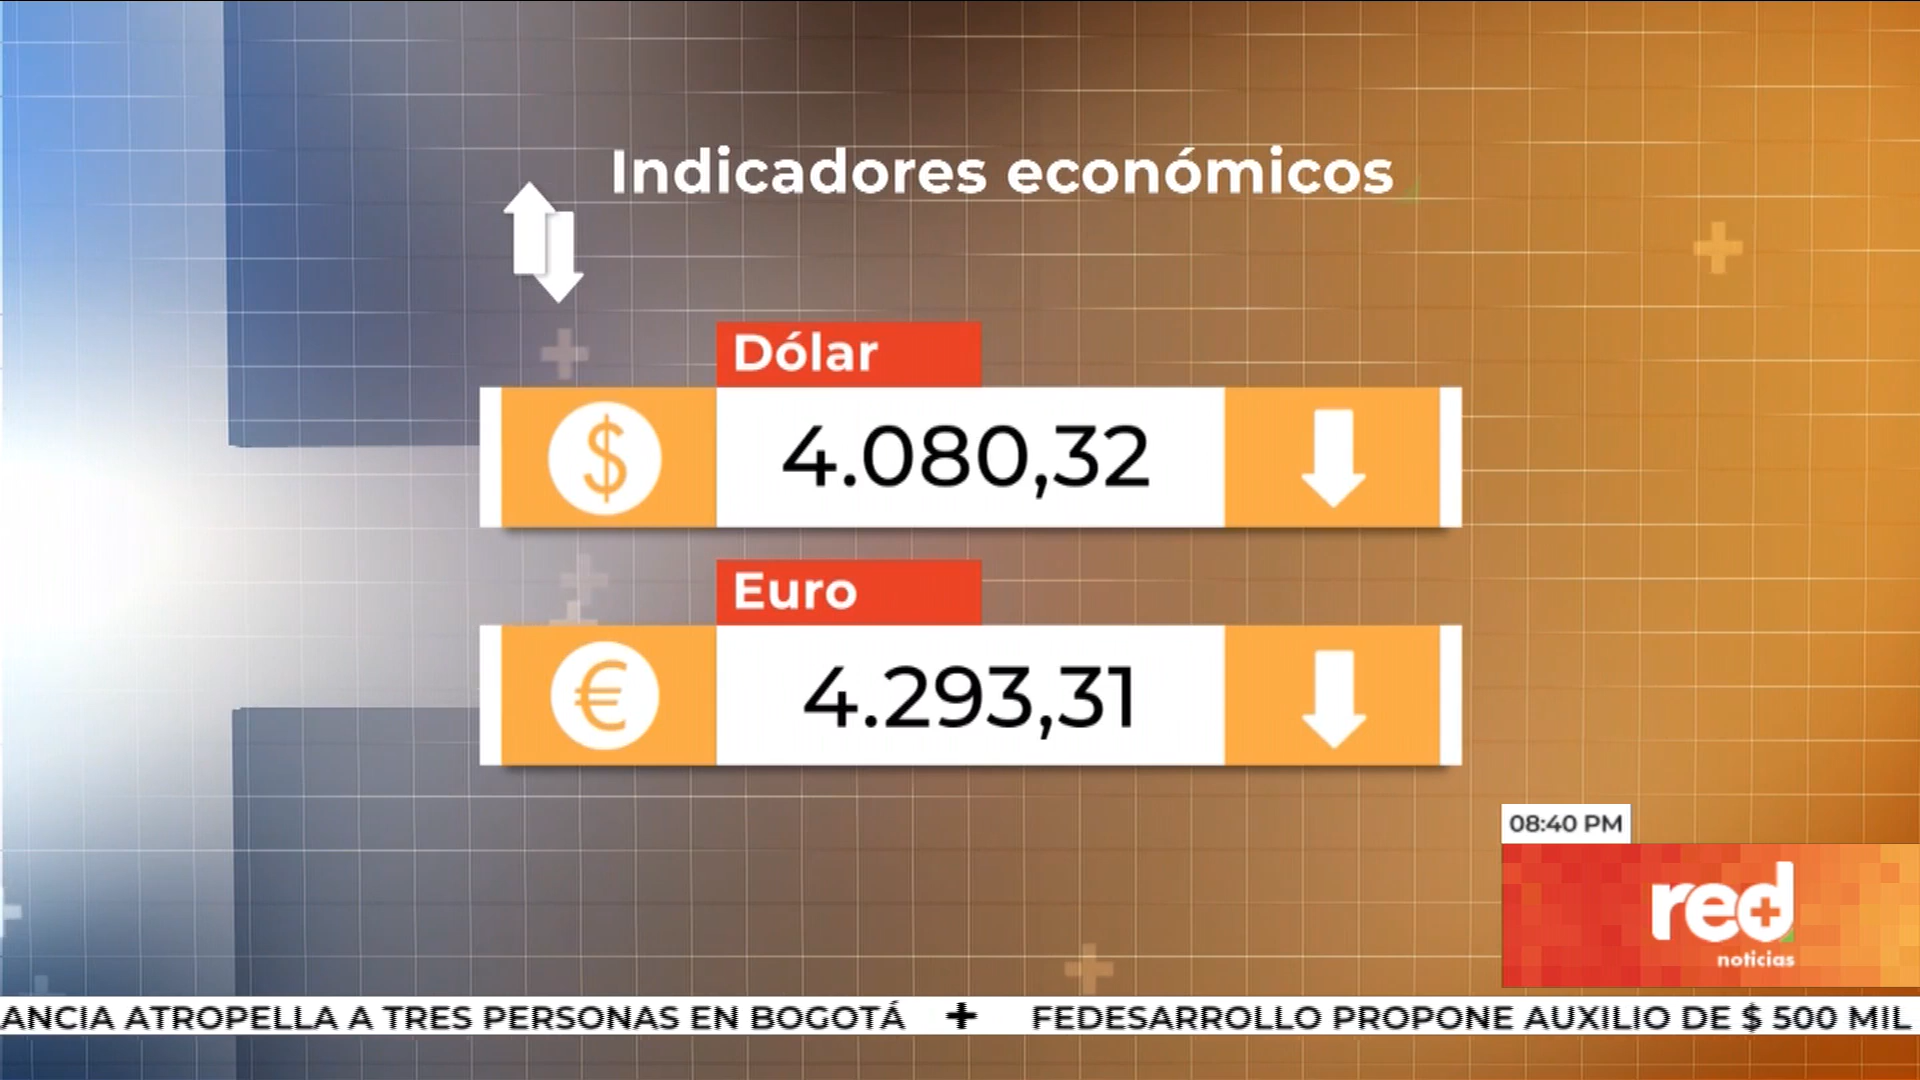 Indicadores económicos
Dólar
$ 4.080,32
Euro
€ 4.293,31
08:40 PM
red
noticias
ANCIA ATROPELLA A TRES PERSONAS EN BOGOTÁ + FEDESARROLLO PROPONE AUXILIO DE $ 500 MIL